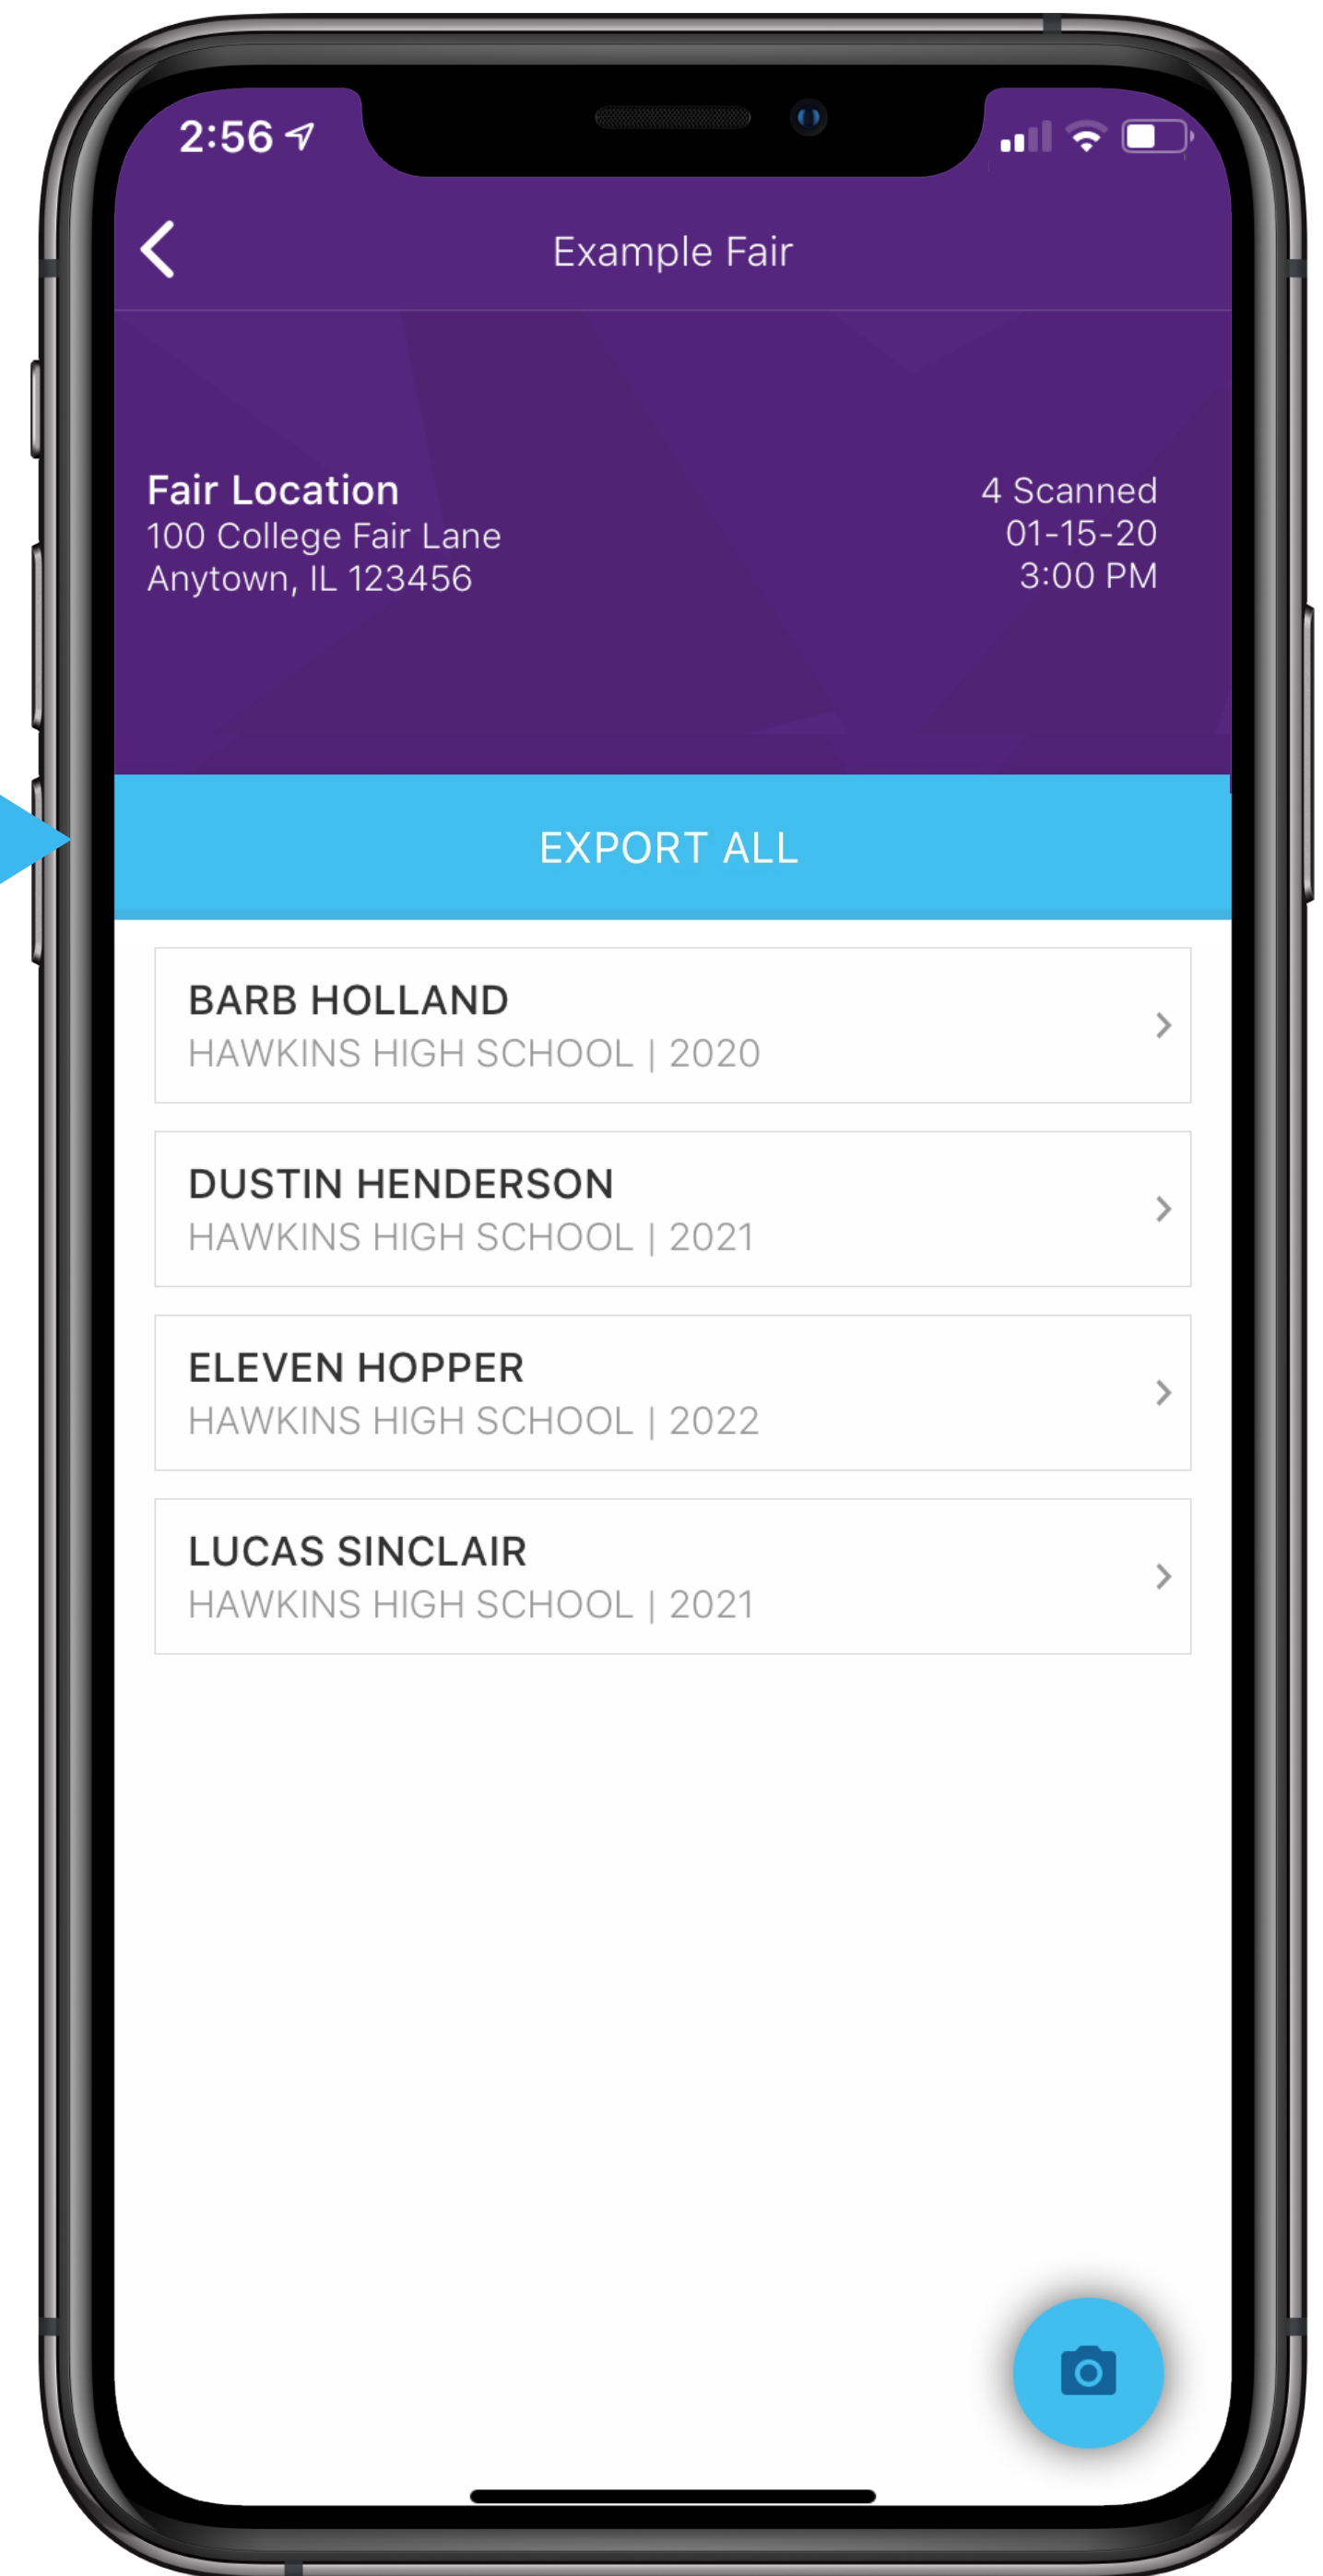 2:56
Example Fair
Fair Location
100 College Fair Lane
Anytown, IL 123456
4 Scanned
01-15-20
3:00 PM
EXPORT ALL
BARB HOLLAND
HAWKINS HIGH SCHOOL | 2020
DUSTIN HENDERSON
HAWKINS HIGH SCHOOL | 2021
ELEVEN HOPPER
HAWKINS HIGH SCHOOL | 2022
LUCAS SINCLAIR
HAWKINS HIGH SCHOOL | 2021